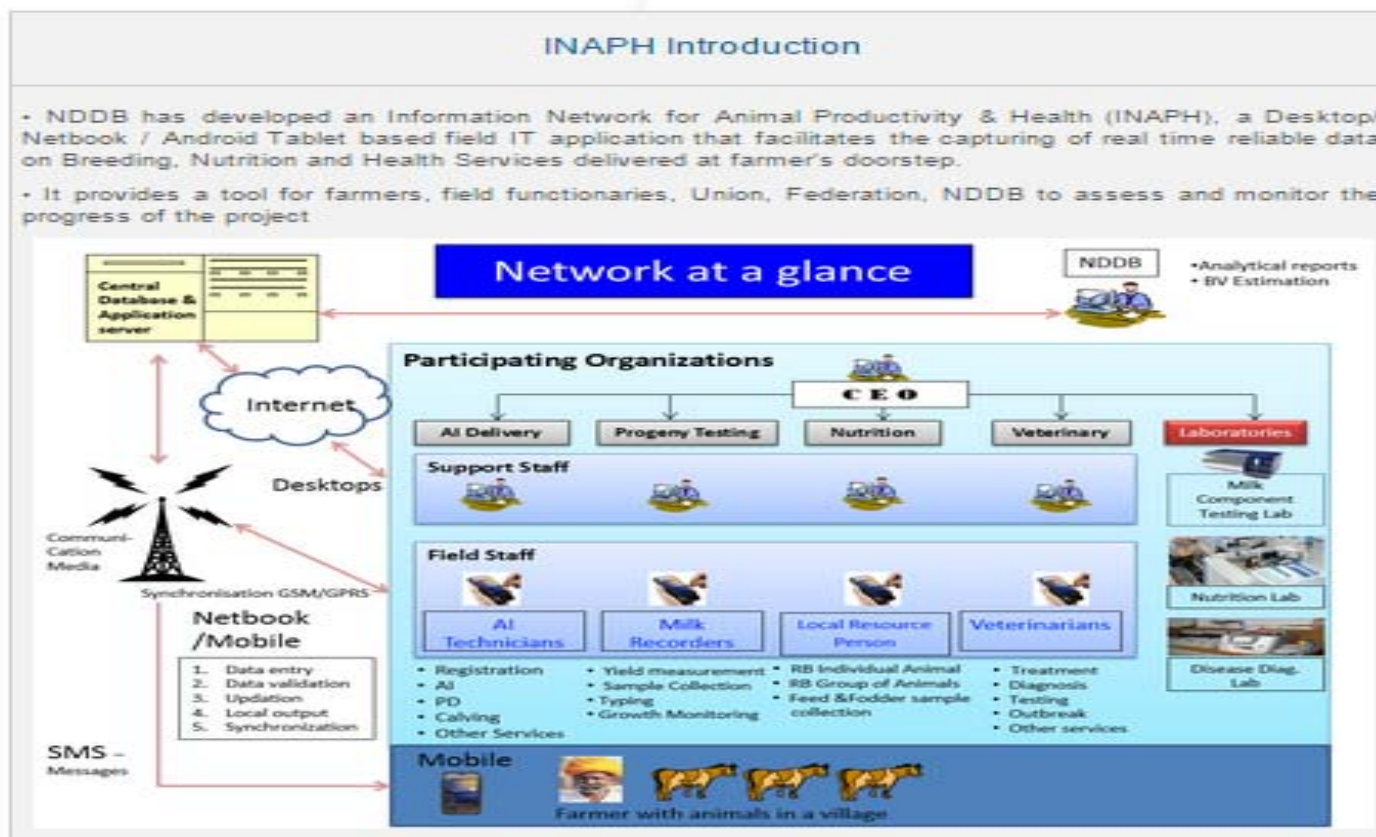 INAPH Introduction
• NDDB has developed an Information Network for Animal Productivity & Health (INAPH), a Desktop/
Netbook / Android Tablet based field IT application that facilitates the capturing of real time reliable data
on Breeding, Nutrition and Health Services delivered at farmer's doorstep.
• It provides a tool for farmers, field functionaries, Union, Federation, NDDB to assess and monitor the
progress of the project
Network at a glance
Central
Database &
Application
server
NDDB
•Analytical reports
• BV Estimation
Internet
Desktops
Communi-
Cation
Media
Synchronisation GSM/GPRS
Netbook
/Mobile
1. Data entry
2. Data validation
3. Updation
4. Local output
5. Synchronization
SMS –
Messages
Participating Organizations
CEO
AI Delivery
Progeny Testing
Nutrition
Veterinary
Laboratories
Support Staff
Milk
Component
Testing Lab
Field Staff
Nutrition Lab
AI
Technicians
Milk
Recorders
Local Resource
Person
Veterinarians
Disease Diag.
Lab
• Registration
• AI
• PD
• Calving
• Other Services
• Yield measurement
• Sample Collection
• Typing
• Growth Monitoring
• RB Individual Animal
• RB Group of Animals
• Feed &Fodder sample
collection
• Treatment
• Diagnosis
• Testing
• Outbreak
• Other services
Mobile
Farmer with animals in a village